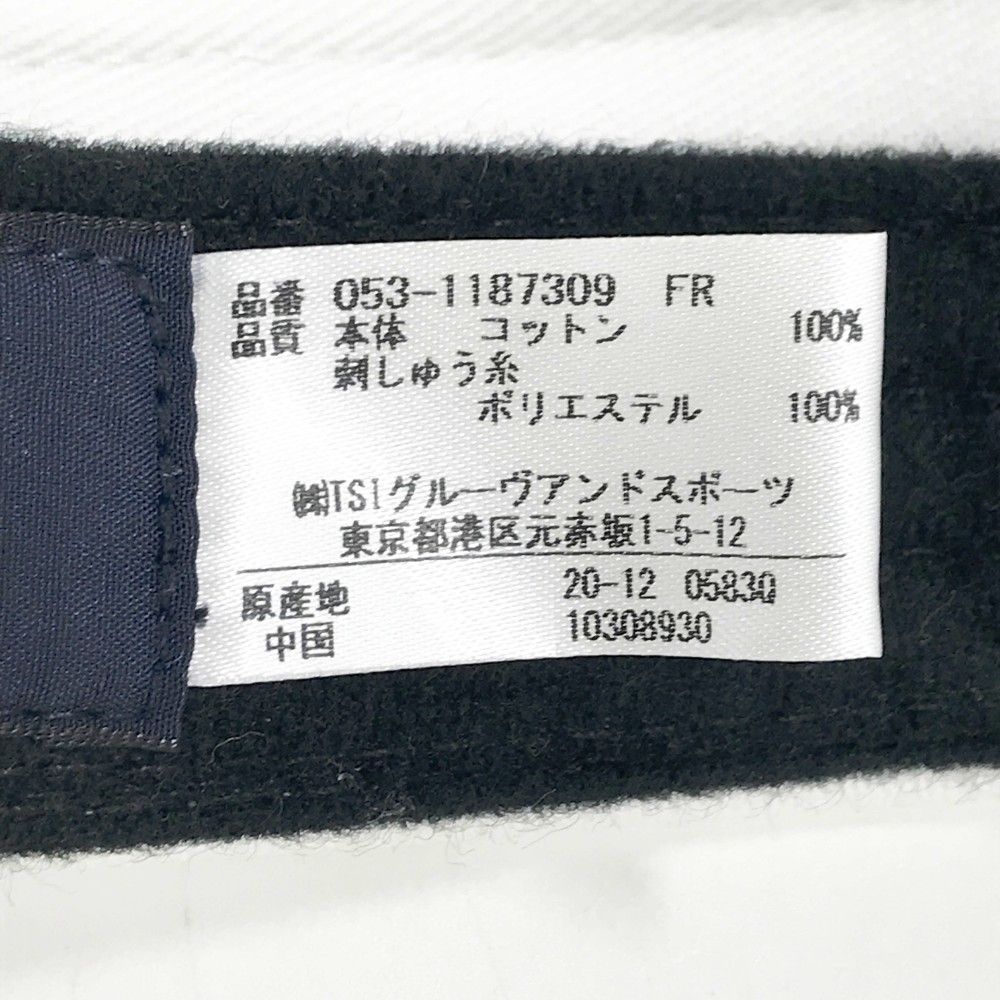 品番 053-1187309 FR
品質 本体 コットン 100%
刺しゅう糸
ポリエステル 100%
㈱TSIグルーヴアンドスポーツ
東京都港区元赤坂1-5-12
原産地 20-12 05830
中国 10308930